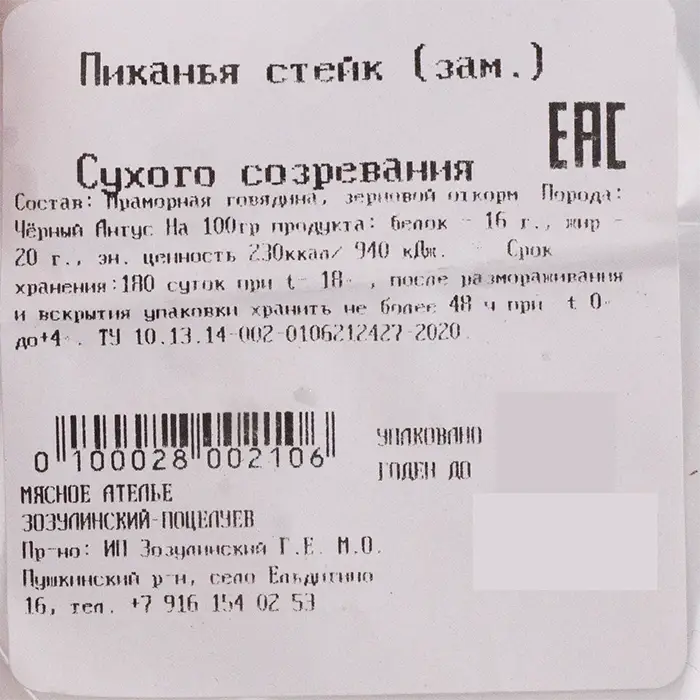 Пиканья стейк (зам.)
EAC
Сухого созревания
Состав: Мраморная говядина, зерновой откорм Порода:
Чёрный Ангус На 100гр продукта: белок - 16 г., жир -
20 г., эн. ценность 230ккал/ 940 кДж. - Срок
хранения:180 суток при t- 18- , после размораживания
и вскрытия упаковки хранить не более 48 ч при t 0-
до+4 . ТУ 10.13.14-002-0106212427-2020.
0 100028 002106
УПАКОВАНО
ГОДЕН ДО
МЯСНОЕ АТЕЛЬЕ
ЗОЗУЛИНСКИЙ-ПОЦЕЛУЕВ
Пр-но: ИП Зозулинский Г.Е. М.О.
Пушкинский р-н, село Ельдигино
16, тел. +7 916 154 02 53